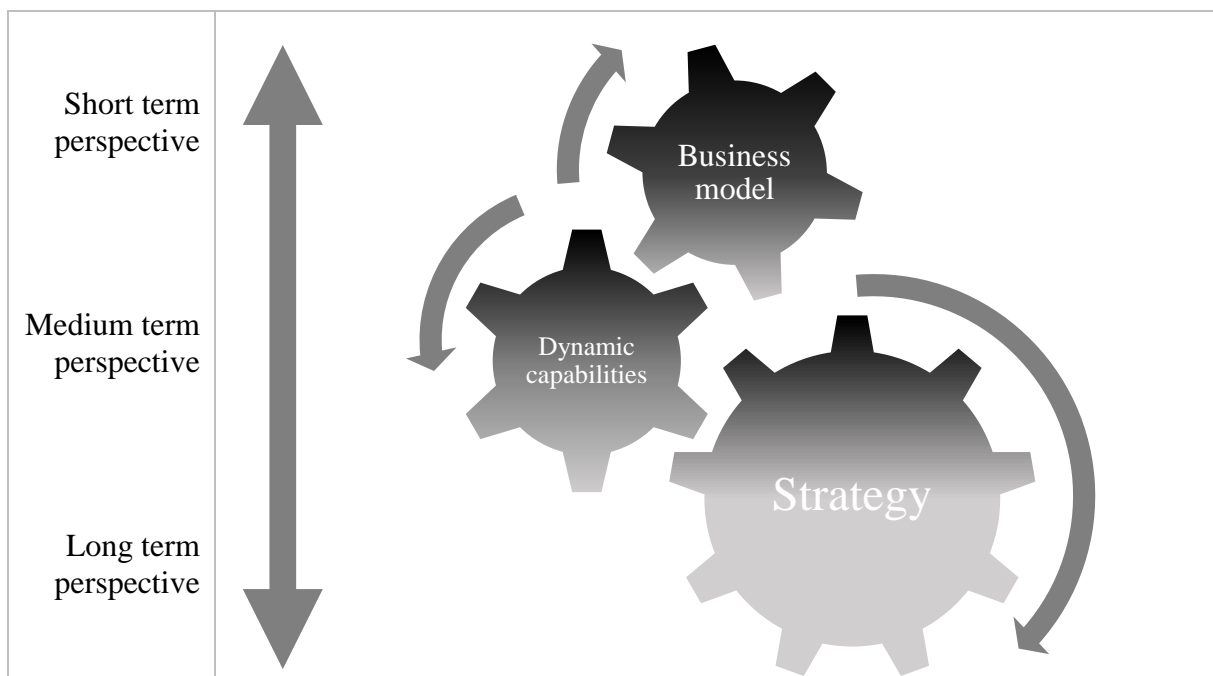 Short term
perspective
Business
model
Medium term
perspective
Dynamic
capabilities
Strategy
Long term
perspective